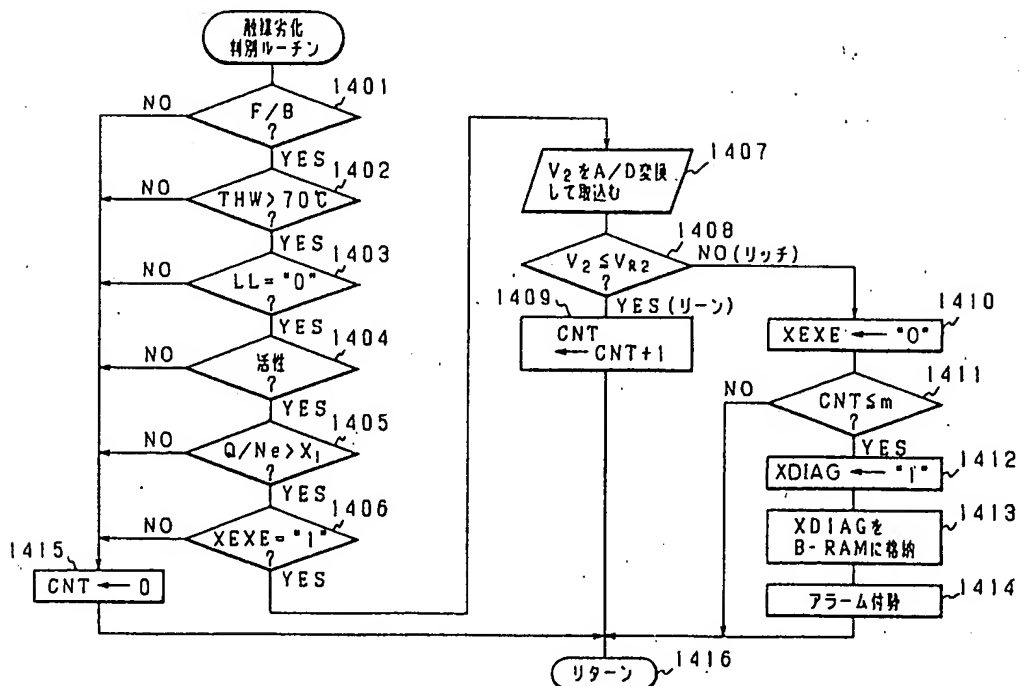 触媒劣化
判別ルーチン
1401
NO
F/B
?
YES
1402
NO
THW>70℃
?
YES
1403
NO
LL="0"
?
YES
1404
NO
活性
?
YES
1405
NO
Q/Ne>X₁
?
YES
1406
NO
XEXE="1"
?
YES
1415
CNT ← 0
1407
V₂をA/D変換
して取込む
1408
V₂≦VR₂
?
NO(リッチ)
YES(リーン)
1409
CNT
← CNT+1
1410
XEXE ← "0"
1411
NO
CNT≦m
?
YES
1412
XDIAG ← "1"
1413
XDIAGを
B-RAMに格納
1414
アラーム付勢
リターン
1416